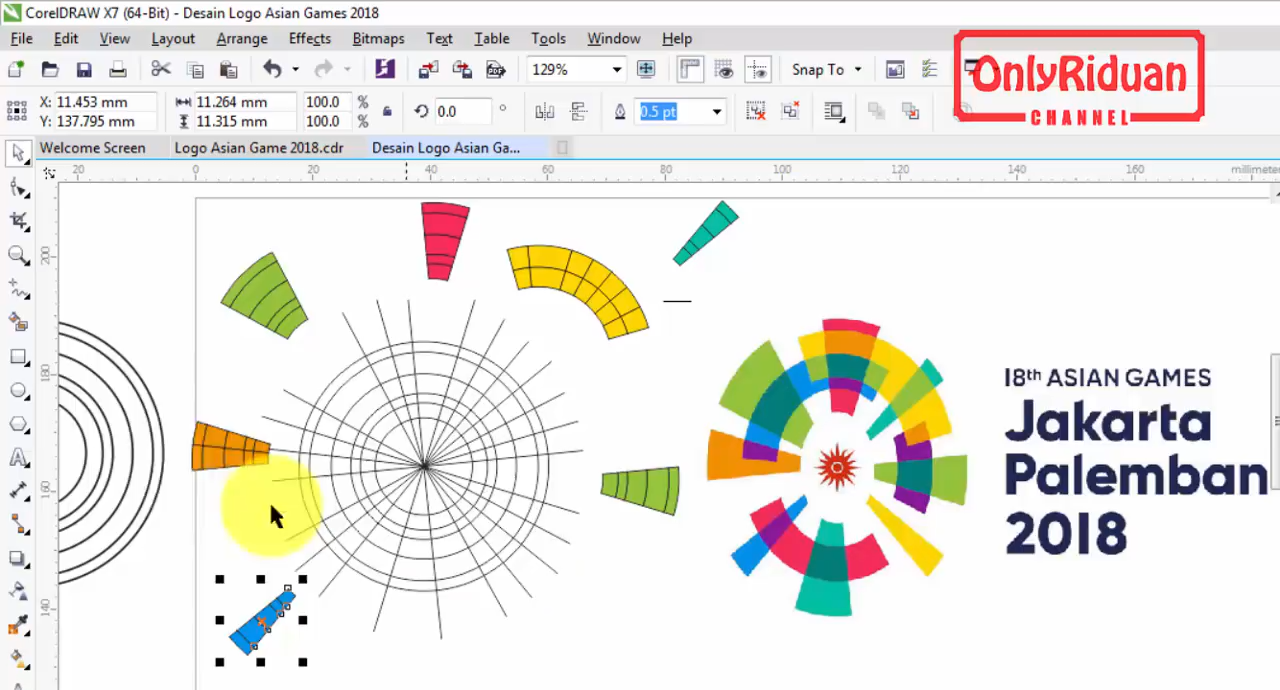 CorelDRAW X7 (64-Bit) - Desain Logo Asian Games 2018
File Edit View Layout Arrange Effects Bitmaps Text Table Tools Window Help
129% Snap To
OnlyRiduan
CHANNEL
X: 11.453 mm 11.264 mm 100.0 % 0.0 ° 0.5 pt
Y: 137.795 mm 11.315 mm 100.0 %
Welcome Screen Logo Asian Game 2018.cdr Desain Logo Asian Ga...
20 0 20 40 60 80 100 120 140 160 millimeter
200
180
160
140
18th ASIAN GAMES
Jakarta
Palemban
2018